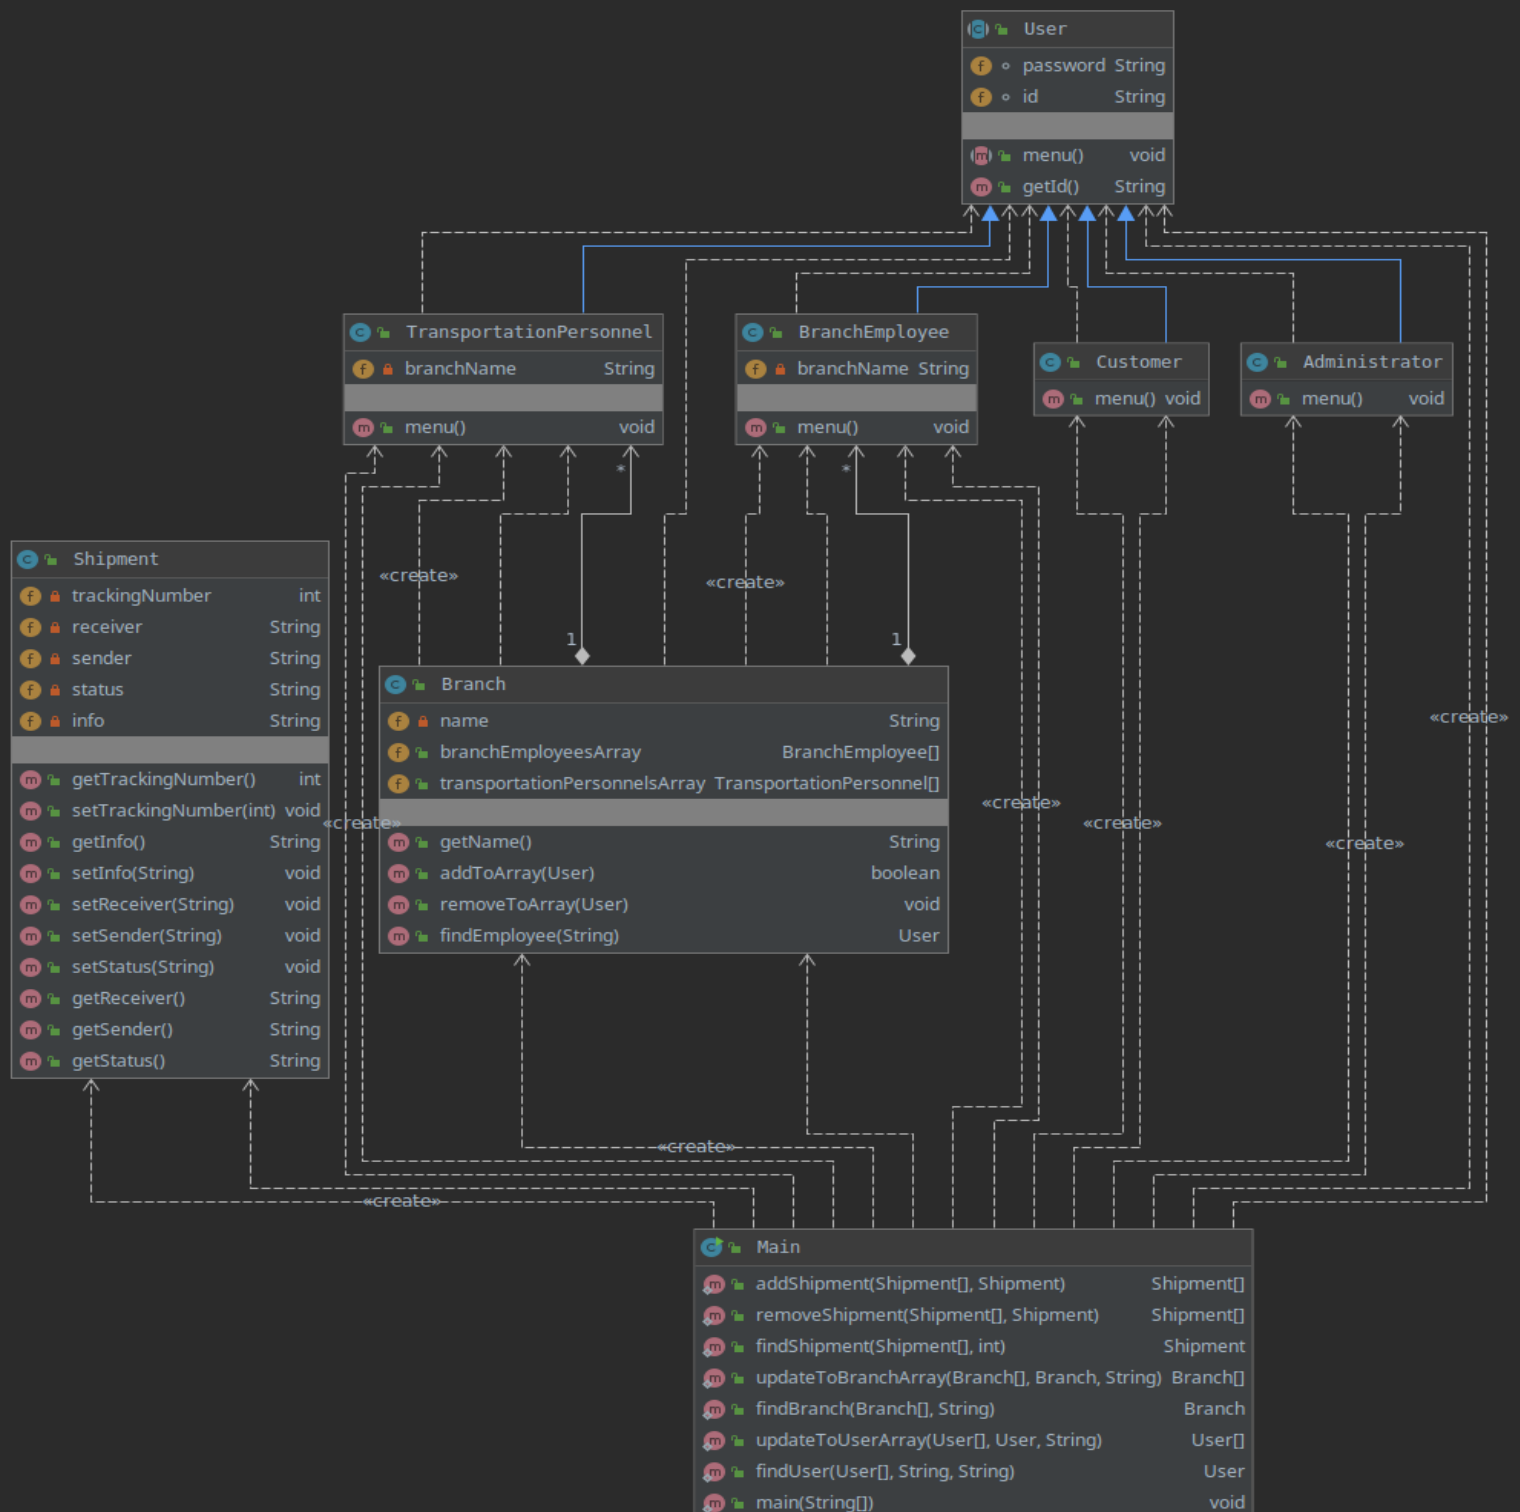 User
password String
id String
menu() void
getId() String
TransportationPersonnel
branchName String
menu() void
BranchEmployee
branchName String
menu() void
Customer
menu() void
Administrator
menu() void
*
*
«create»
«create»
1
1
Shipment
trackingNumber int
receiver String
sender String
status String
info String
getTrackingNumber() int
setTrackingNumber(int) void
getInfo() String
setInfo(String) void
setReceiver(String) void
setSender(String) void
setStatus(String) void
getReceiver() String
getSender() String
getStatus() String
«create»
Branch
name String
branchEmployeesArray BranchEmployee[]
transportationPersonnelsArray TransportationPersonnel[]
getName() String
addToArray(User) boolean
removeToArray(User) void
findEmployee(String) User
«create»
«create»
«create»
«create»
«create»
«create»
Main
addShipment(Shipment[], Shipment) Shipment[]
removeShipment(Shipment[], Shipment) Shipment[]
findShipment(Shipment[], int) Shipment
updateToBranchArray(Branch[], Branch, String) Branch[]
findBranch(Branch[], String) Branch
updateToUserArray(User[], User, String) User[]
findUser(User[], String, String) User
main(String[]) void